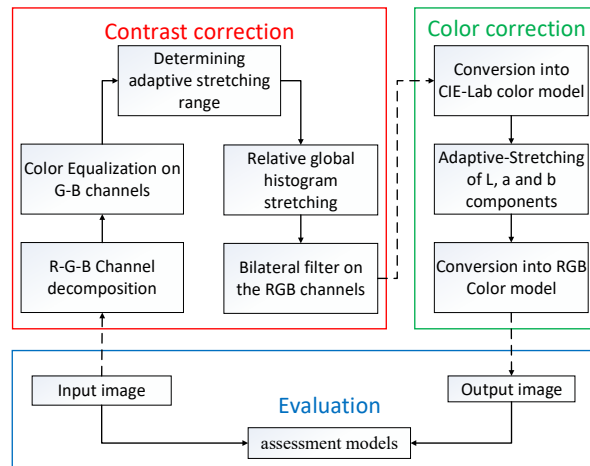 Contrast correction
Determining
adaptive stretching
range
Color Equalization on
G-B channels
R-G-B Channel
decomposition
Relative global
histogram
stretching
Bilateral filter on
the RGB channels
Color correction
Conversion into
CIE-Lab color model
Adaptive-Stretching
of L, a and b
components
Conversion into RGB
Color model
Input image
Output image
Evaluation
assessment models